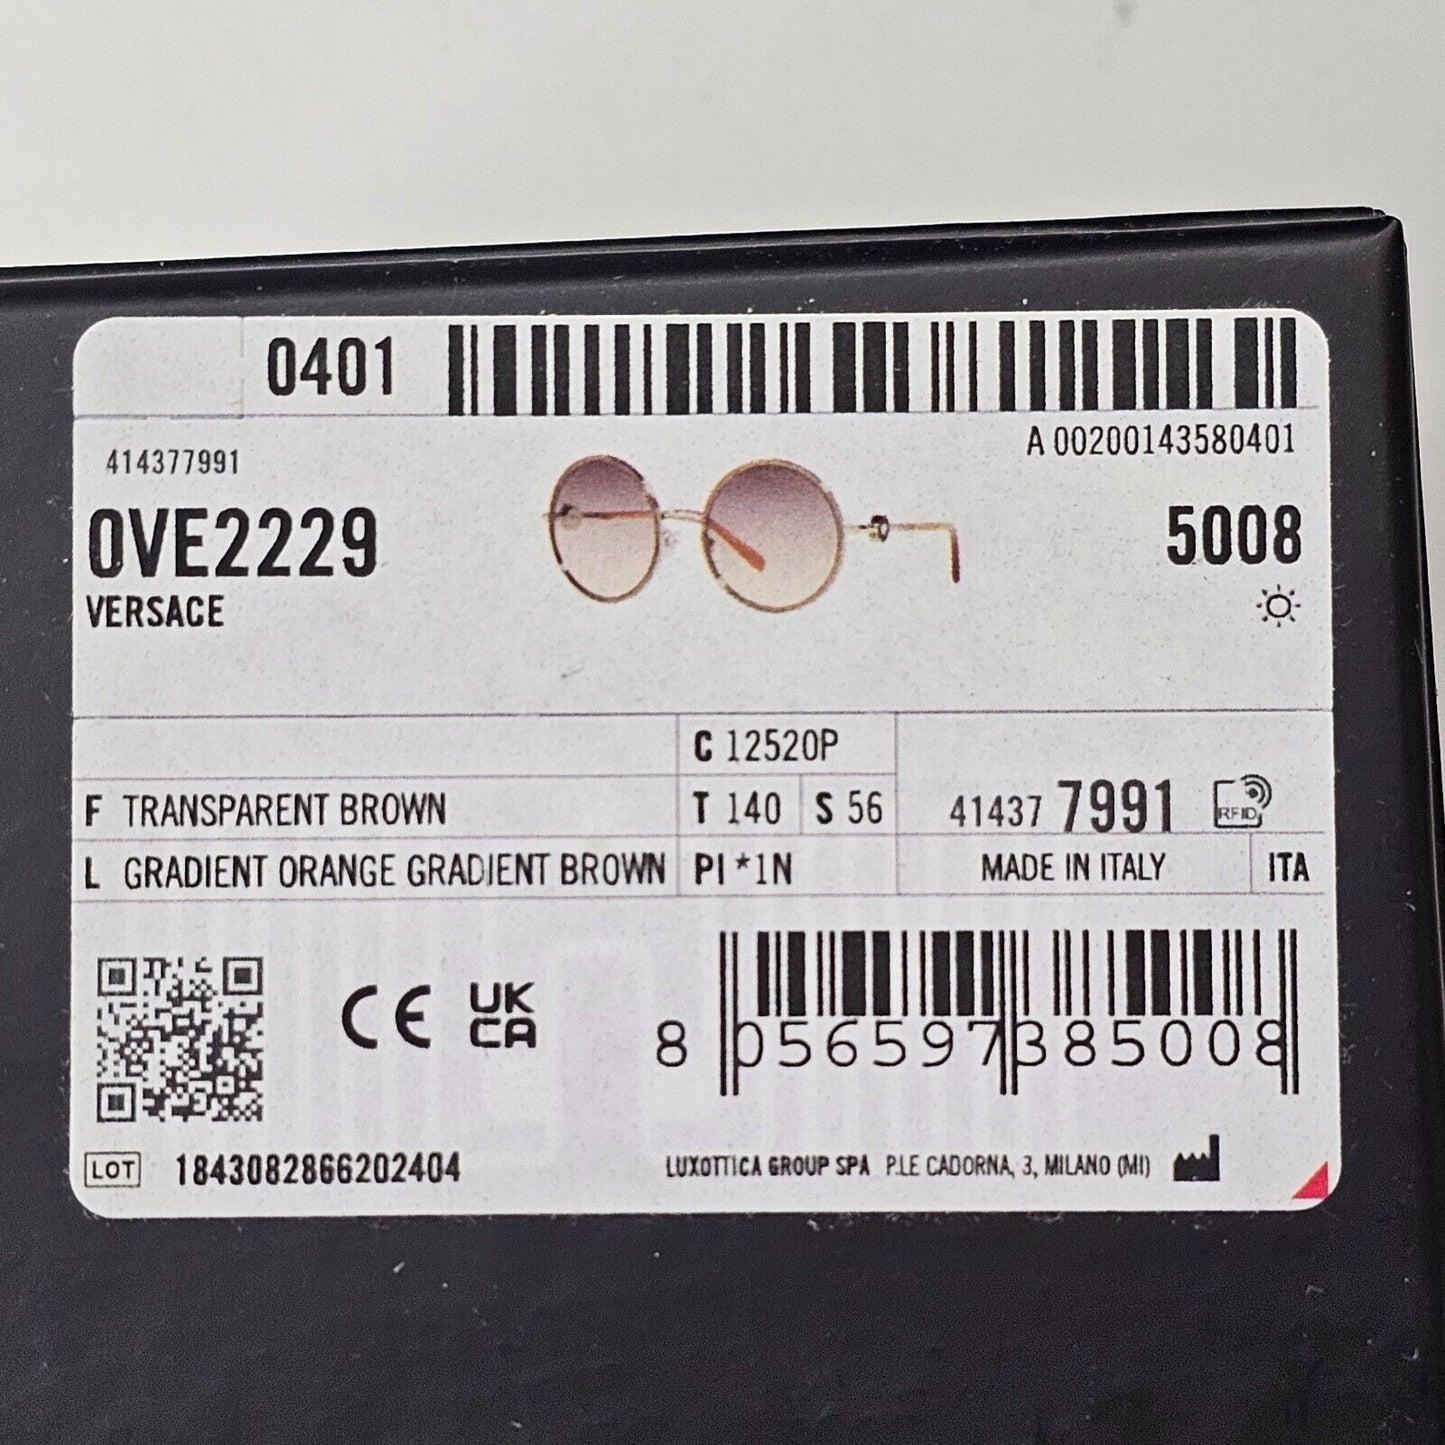 0401
A 00200143580401
414377991
0VE2229
5008
VERSACE
C 12520P
F TRANSPARENT BROWN
T 140 S 56
41437 7991 RFID
L GRADIENT ORANGE GRADIENT BROWN
PI *1N
MADE IN ITALY
ITA
CE UK
CA
8 056597 385008
LOT 1843082866202404
LUXOTTICA GROUP SPA P.LE CADORNA, 3, MILANO (MI)